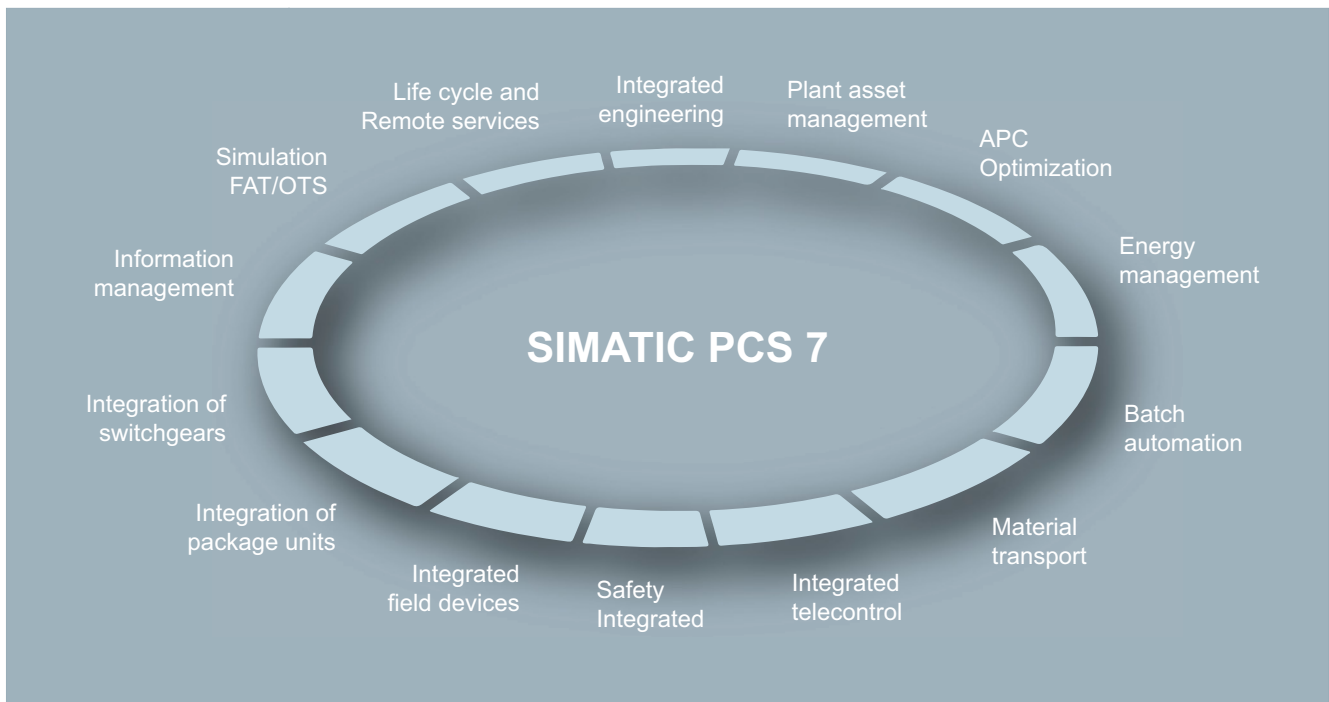 Life cycle and
Remote services
Integrated
engineering
Plant asset
management
APC
Optimization
Simulation
FAT/OTS
Energy
management
Information
management
SIMATIC PCS 7
Integration of
switchgears
Batch
automation
Integration of
package units
Material
transport
Integrated
field devices
Safety
Integrated
Integrated
telecontrol